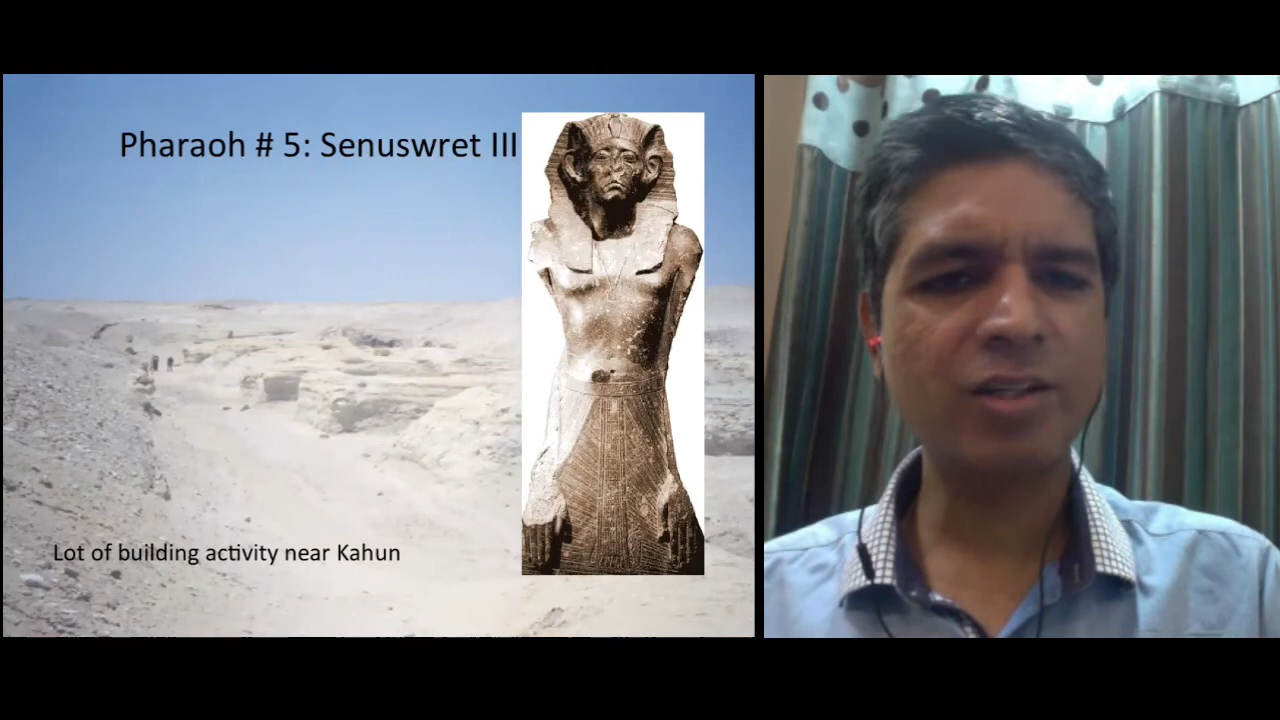 Pharaoh # 5: Senuswret III
Lot of building activity near Kahun